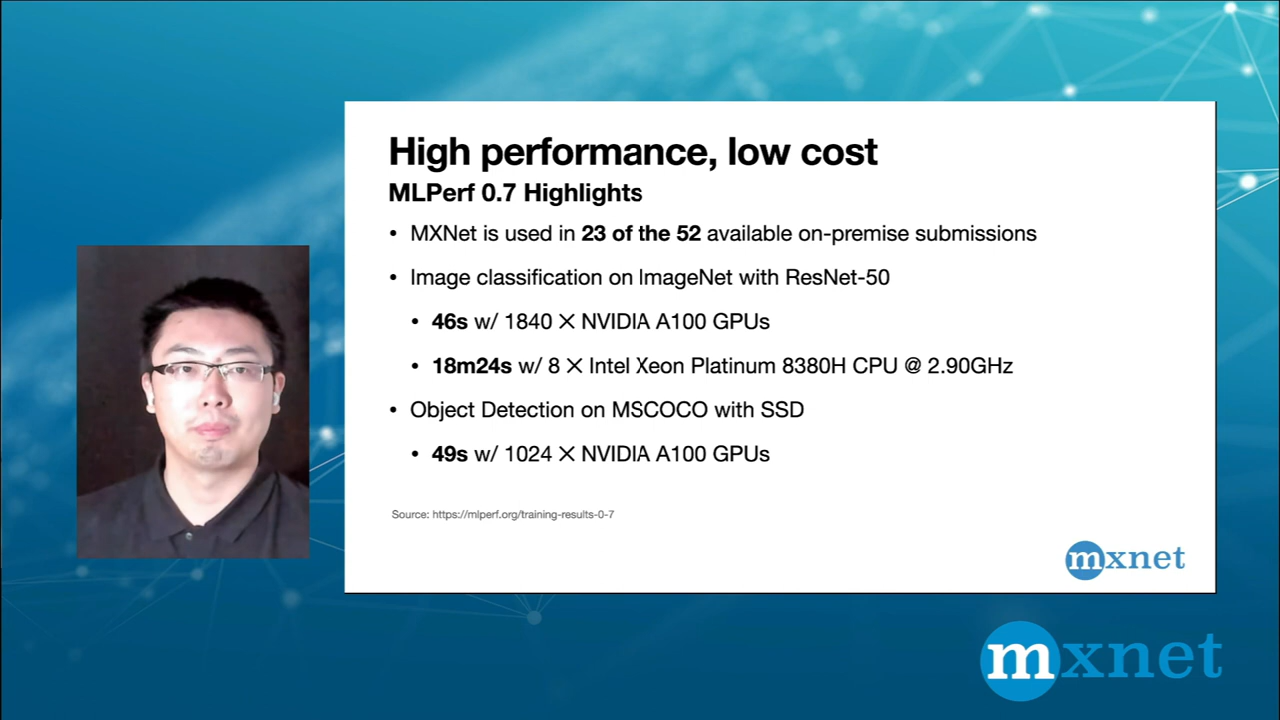 High performance, low cost
MLPerf 0.7 Highlights
• MXNet is used in 23 of the 52 available on-premise submissions
• Image classification on ImageNet with ResNet-50
• 46s w/ 1840 × NVIDIA A100 GPUs
• 18m24s w/ 8 × Intel Xeon Platinum 8380H CPU @ 2.90GHz
• Object Detection on MSCOCO with SSD
• 49s w/ 1024 × NVIDIA A100 GPUs
Source: https://mlperf.org/training-results-0-7
mxnet
mxnet